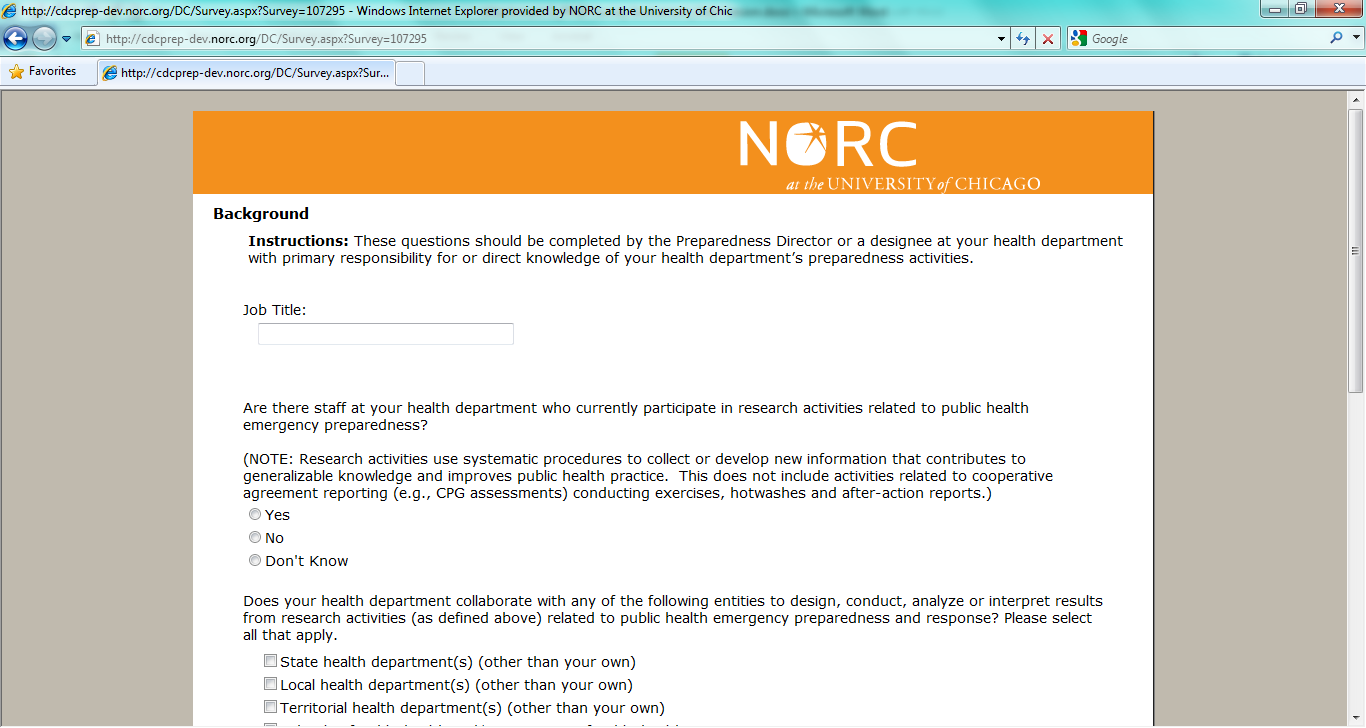 http://cdcprep-dev.norc.org/DC/Survey.aspx?Survey=107295 - Windows Internet Explorer provided by NORC at the University of Chic
http://cdcprep-dev.norc.org/DC/Survey.aspx?Survey=107295
Google
Favorites
http://cdcprep-dev.norc.org/DC/Survey.aspx?Sur...
NORC
at the UNIVERSITY of CHICAGO
Background
Instructions: These questions should be completed by the Preparedness Director or a designee at your health department
with primary responsibility for or direct knowledge of your health department's preparedness activities.
Job Title:
Are there staff at your health department who currently participate in research activities related to public health
emergency preparedness?
(NOTE: Research activities use systematic procedures to collect or develop new information that contributes to
generalizable knowledge and improves public health practice.  This does not include activities related to cooperative
agreement reporting (e.g., CPG assessments) conducting exercises, hotwashes and after-action reports.)
Yes
No
Don't Know
Does your health department collaborate with any of the following entities to design, conduct, analyze or interpret results
from research activities (as defined above) related to public health emergency preparedness and response? Please select
all that apply.
State health department(s) (other than your own)
Local health department(s) (other than your own)
Territorial health department(s) (other than your own)